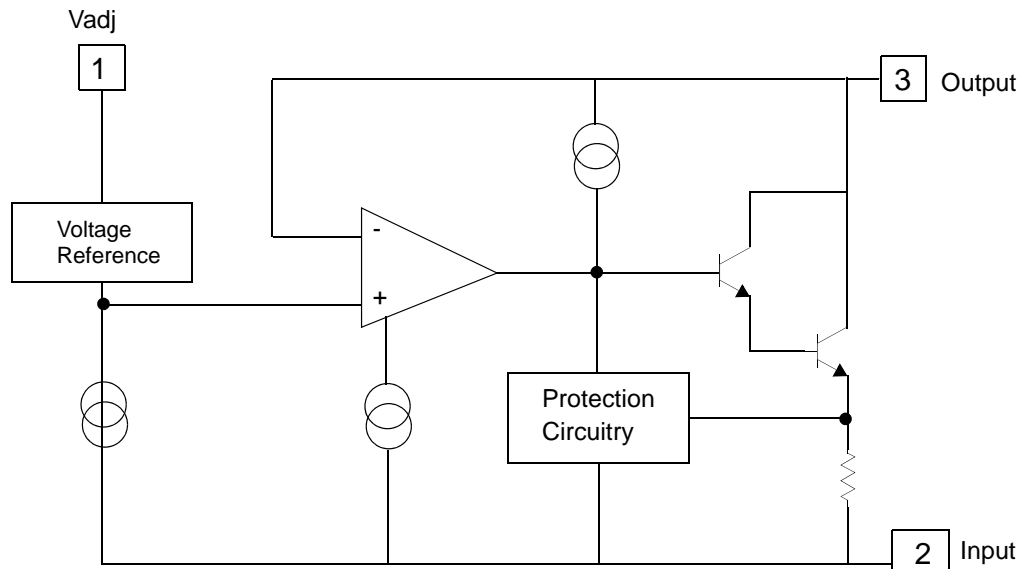 Vadj
1
3
Output
Voltage
Reference
-
+
Protection
Circuitry
2
Input